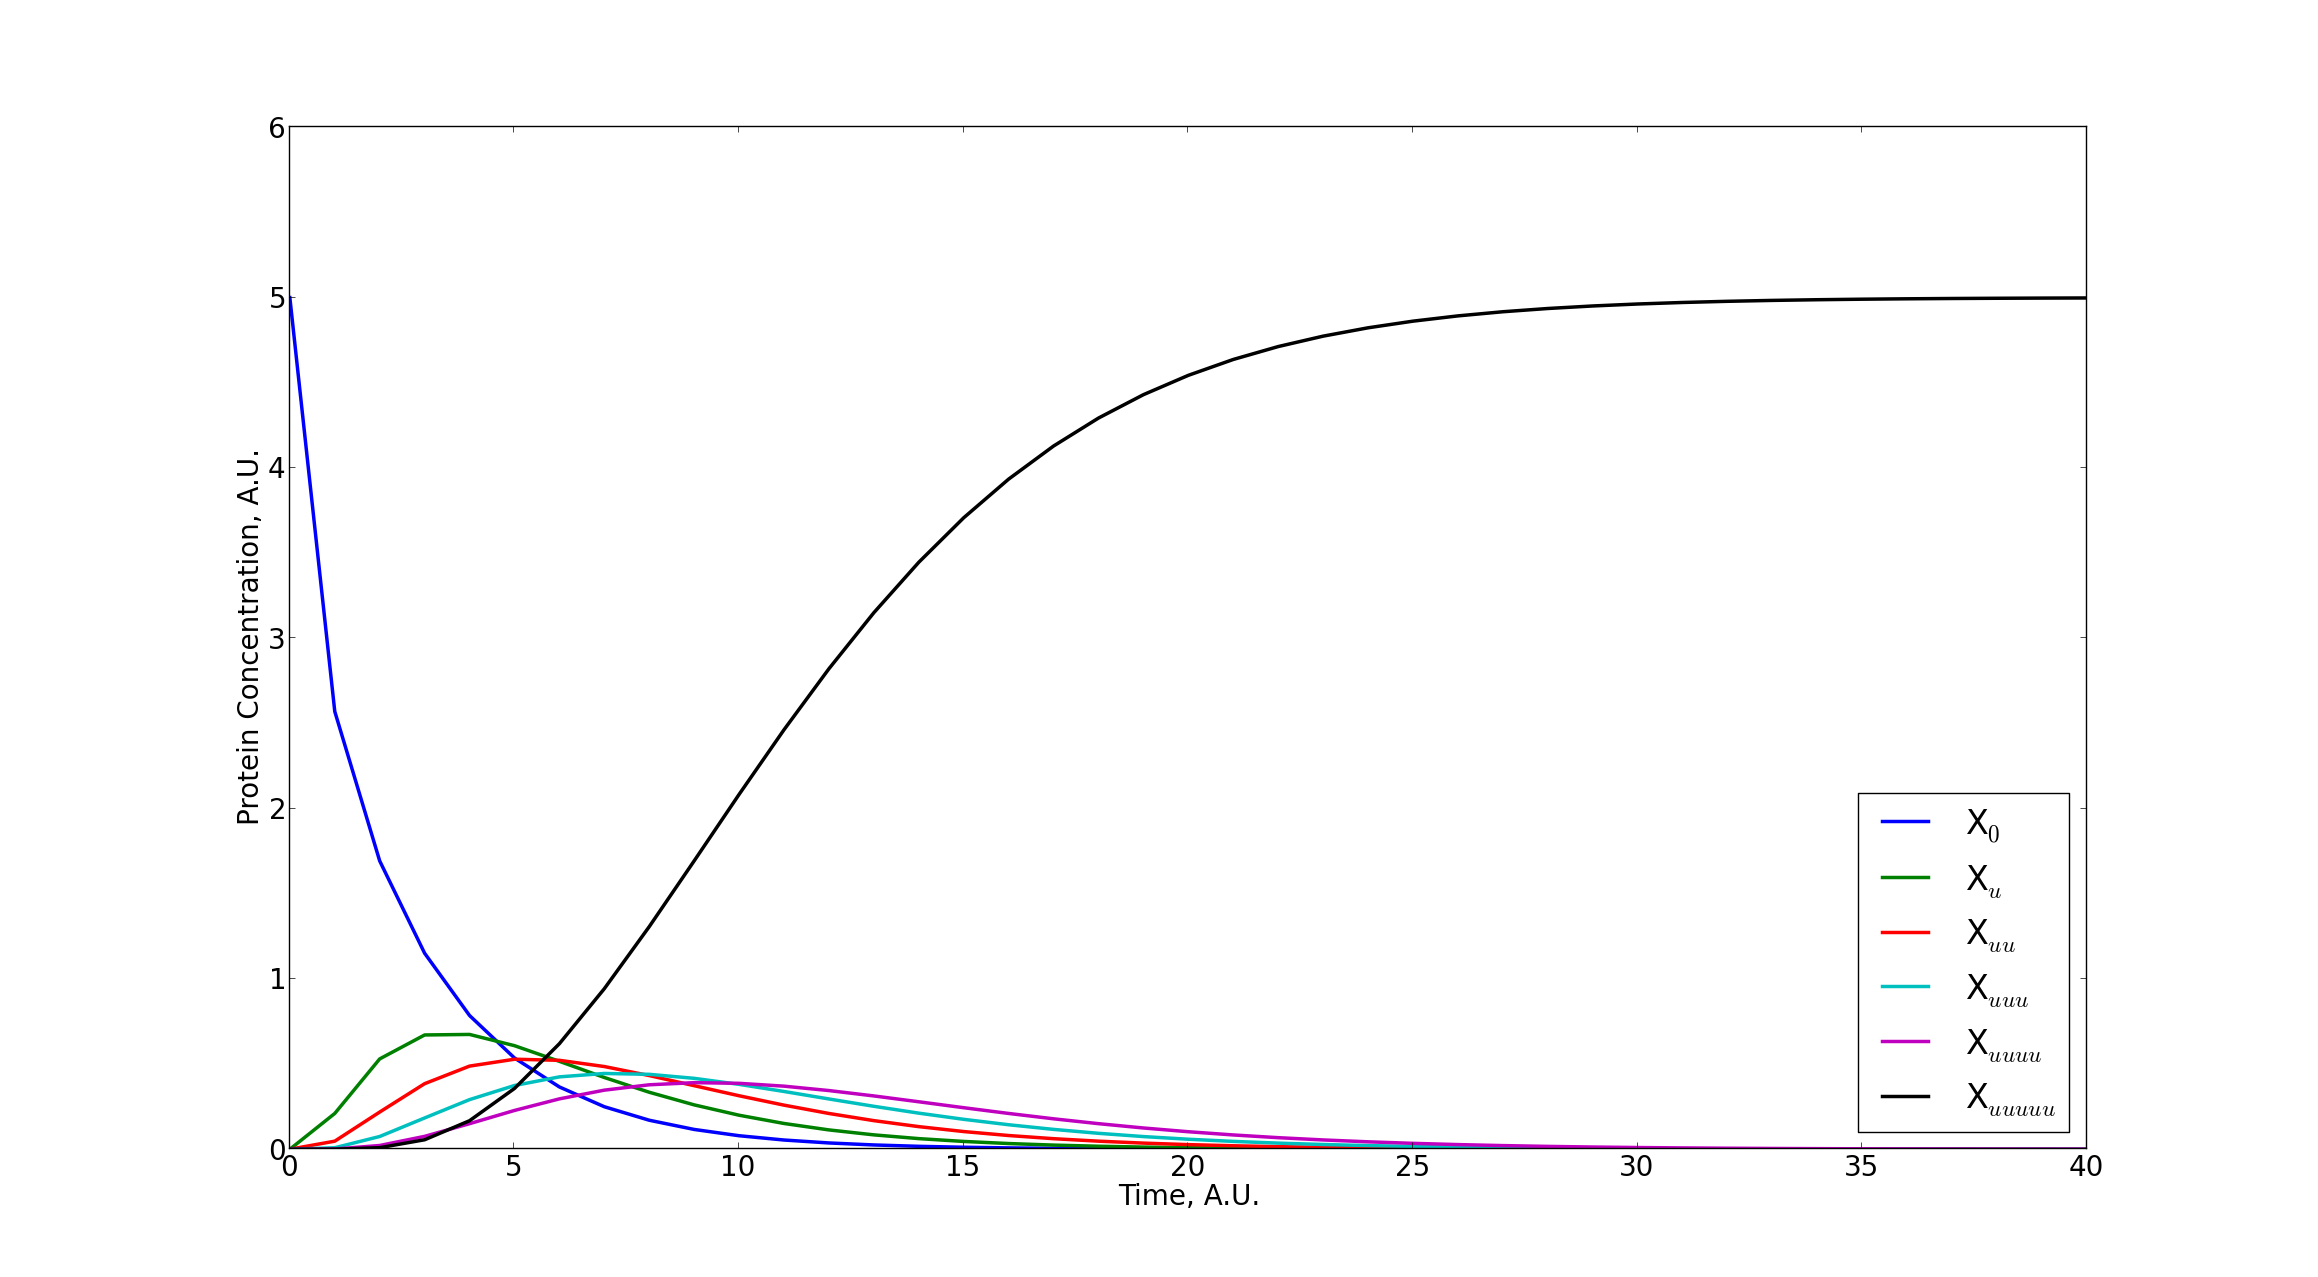 6
5
4
3
2
1
0
Protein Concentration, A.U.
0 5 10 15 20 25 30 35 40
Time, A.U.
X₀
Xᵤ
Xᵤᵤ
Xᵤᵤᵤ
Xᵤᵤᵤᵤ
Xᵤᵤᵤᵤᵤ